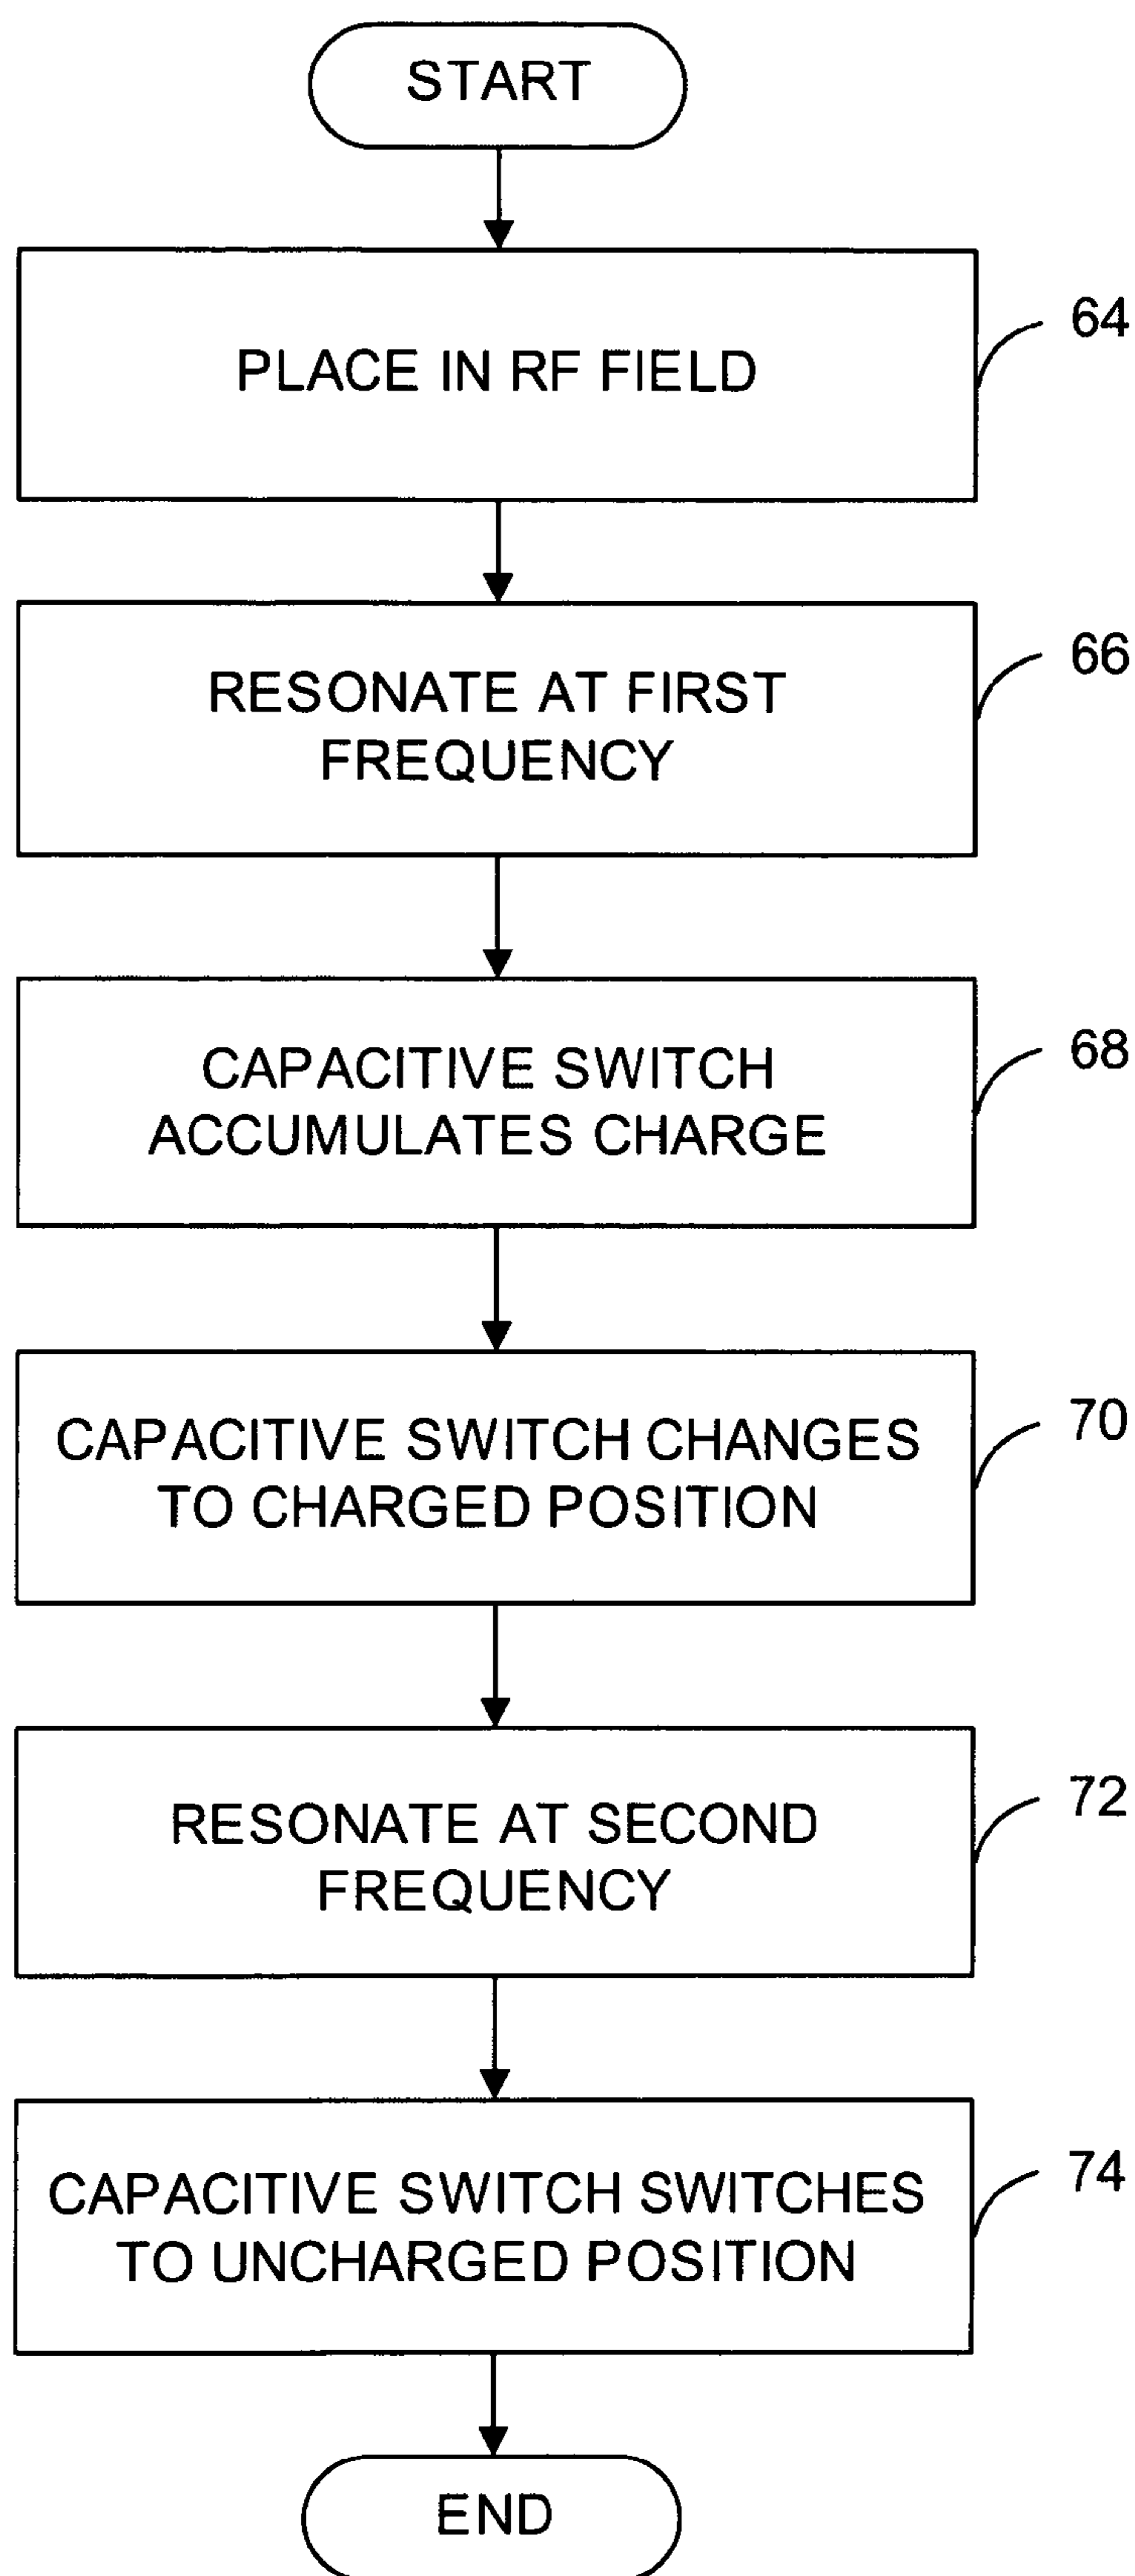 START
PLACE IN RF FIELD
64
RESONATE AT FIRST
FREQUENCY
66
CAPACITIVE SWITCH
ACCUMULATES CHARGE
68
CAPACITIVE SWITCH CHANGES
TO CHARGED POSITION
70
RESONATE AT SECOND
FREQUENCY
72
CAPACITIVE SWITCH SWITCHES
TO UNCHARGED POSITION
74
END